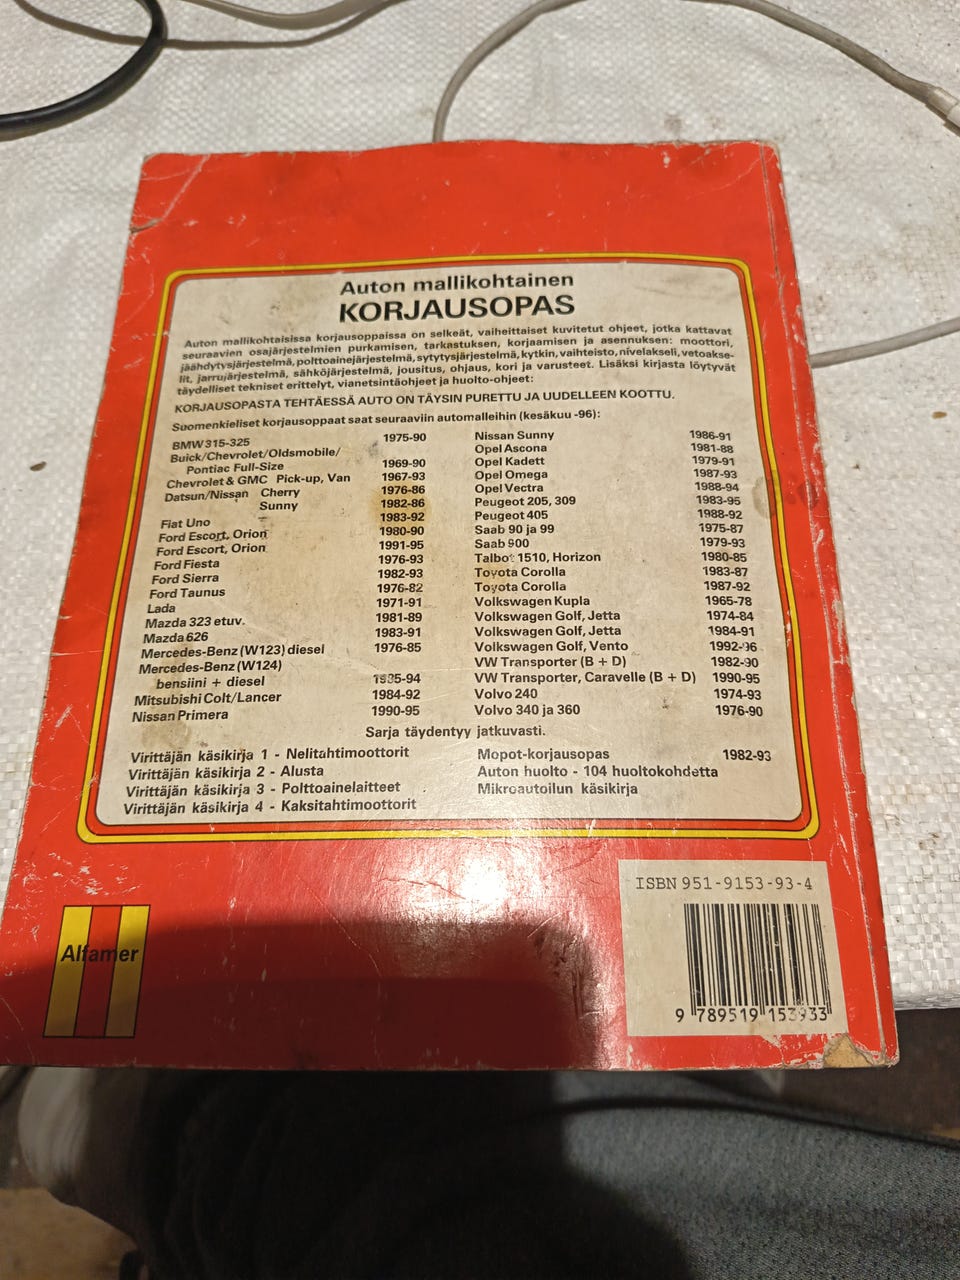 Auton mallikohtainen
KORJAUSOPAS
Auton mallikohtaisissa korjausoppaissa on selkeät, vaiheittaiset kuvitetut ohjeet, jotka kattavat
seuraavien osajärjestelmien purkamisen, tarkastuksen, korjaamisen ja asennuksen: moottori,
jäähdytysjärjestelmä, polttoainejärjestelmä, sytytysjärjestelmä, kytkin, vaihteisto, nivelakseli, vetoakse-
lit, jarrujärjestelmä, sähköjärjestelmä, jousitus, ohjaus, kori ja varusteet. Lisäksi kirjasta löytyvät
täydelliset tekniset erittelyt, vianetsintäohjeet ja huolto-ohjeet:
KORJAUSOPASTA TEHTÄESSÄ AUTO ON TÄYSIN PURETTU JA UUDELLEEN KOOTTU.
Suomenkieliset korjausoppaat saat seuraaviin automalleihin (kesäkuu -96):
BMW 315-325 1975-90
Buick/Chevrolet/Oldsmobile/
Pontiac Full-Size 1969-90
Chevrolet & GMC Pick-up, Van 1967-93
Datsun/Nissan Cherry 1976-86
Sunny 1982-86
Fiat Uno 1983-92
Ford Escort, Orion 1980-90
Ford Escort, Orion 1991-95
Ford Fiesta 1976-93
Ford Sierra 1982-93
Ford Taunus 1976-82
Lada 1971-91
Mazda 323 etuv. 1981-89
Mazda 626 1983-91
Mercedes-Benz (W123) diesel 1976-85
Mercedes-Benz (W124)
bensiini + diesel 1985-94
Mitsubishi Colt/Lancer 1984-92
Nissan Primera 1990-95
Nissan Sunny 1986-91
Opel Ascona 1981-88
Opel Kadett 1979-91
Opel Omega 1987-93
Opel Vectra 1988-94
Peugeot 205, 309 1983-95
Peugeot 405 1988-92
Saab 90 ja 99 1975-87
Saab 900 1979-93
Talbot 1510, Horizon 1980-85
Toyota Corolla 1983-87
Toyota Corolla 1987-92
Volkswagen Kupla 1965-78
Volkswagen Golf, Jetta 1974-84
Volkswagen Golf, Jetta 1984-91
Volkswagen Golf, Vento 1992-96
VW Transporter (B + D) 1982-90
VW Transporter, Caravelle (B + D) 1990-95
Volvo 240 1974-93
Volvo 340 ja 360 1976-90
Sarja täydentyy jatkuvasti.
Virittäjän käsikirja 1 - Nelitahtimoottorit
Virittäjän käsikirja 2 - Alusta
Virittäjän käsikirja 3 - Polttoainelaitteet
Virittäjän käsikirja 4 - Kaksitahtimoottorit
Mopot-korjausopas 1982-93
Auton huolto - 104 huoltokohdetta
Mikroautoilun käsikirja
ISBN 951-9153-93-4
Alfamer
9 789519 153933